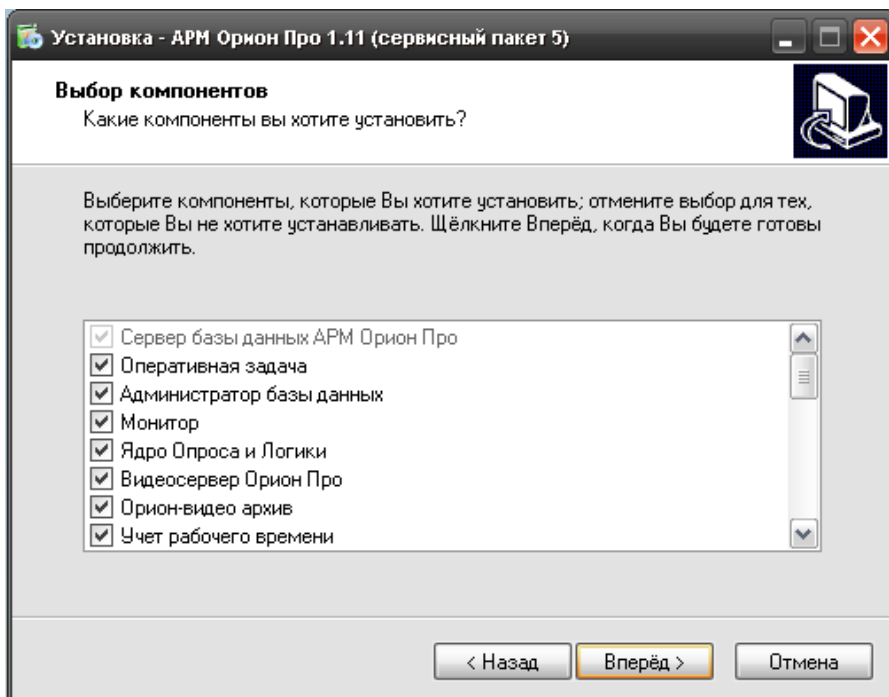 Установка - АРМ Орион Про 1.11 (сервисный пакет 5)
Выбор компонентов
Какие компоненты вы хотите установить?
Выберите компоненты, которые Вы хотите установить; отмените выбор для тех,
которые Вы не хотите устанавливать. Щёлкните Вперёд, когда Вы будете готовы
продолжить.
Сервер базы данных АРМ Орион Про
Оперативная задача
Администратор базы данных
Монитор
Ядро Опроса и Логики
Видеосервер Орион Про
Орион-видео архив
Учет рабочего времени
< Назад Вперёд > Отмена